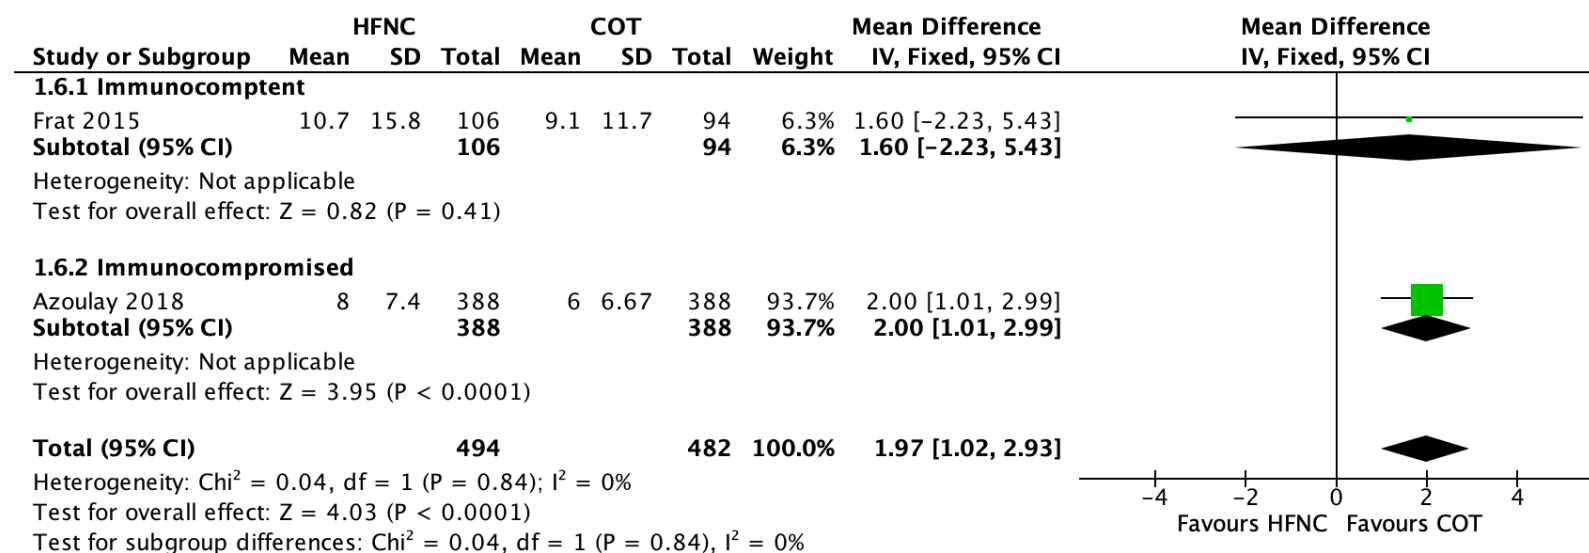 HFNC COT Mean Difference Mean Difference
Study or Subgroup Mean SD Total Mean SD Total Weight IV, Fixed, 95% CI IV, Fixed, 95% CI
1.6.1 Immunocomptent
Frat 2015 10.7 15.8 106 9.1 11.7 94 6.3% 1.60 [−2.23, 5.43]
Subtotal (95% CI) 106 94 6.3% 1.60 [−2.23, 5.43]
Heterogeneity: Not applicable
Test for overall effect: Z = 0.82 (P = 0.41)
1.6.2 Immunocompromised
Azoulay 2018 8 7.4 388 6 6.67 388 93.7% 2.00 [1.01, 2.99]
Subtotal (95% CI) 388 388 93.7% 2.00 [1.01, 2.99]
Heterogeneity: Not applicable
Test for overall effect: Z = 3.95 (P < 0.0001)
Total (95% CI) 494 482 100.0% 1.97 [1.02, 2.93]
Heterogeneity: Chi² = 0.04, df = 1 (P = 0.84); I² = 0%
Test for overall effect: Z = 4.03 (P < 0.0001)
Test for subgroup differences: Chi² = 0.04, df = 1 (P = 0.84), I² = 0%
−4 −2 0 2 4
Favours HFNC Favours COT